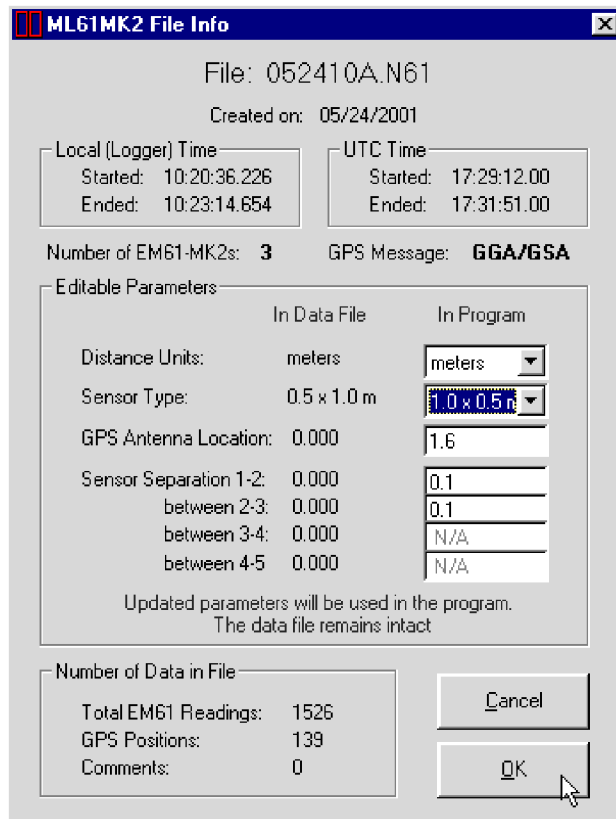 ML61MK2 File Info
File: 052410A.N61
Created on: 05/24/2001
Local (Logger) Time
Started: 10:20:36.226
Ended: 10:23:14.654
UTC Time
Started: 17:29:12.00
Ended: 17:31:51.00
Number of EM61-MK2s: 3 GPS Message: GGA/GSA
Editable Parameters
In Data File In Program
Distance Units: meters meters
Sensor Type: 0.5 x 1.0 m 1.0 x 0.5 m
GPS Antenna Location: 0.000 1.6
Sensor Separation 1-2: 0.000 0.1
between 2-3: 0.000 0.1
between 3-4: 0.000 N/A
between 4-5 0.000 N/A
Updated parameters will be used in the program.
The data file remains intact
Number of Data in File
Total EM61 Readings: 1526
GPS Positions: 139
Comments: 0
Cancel
OK